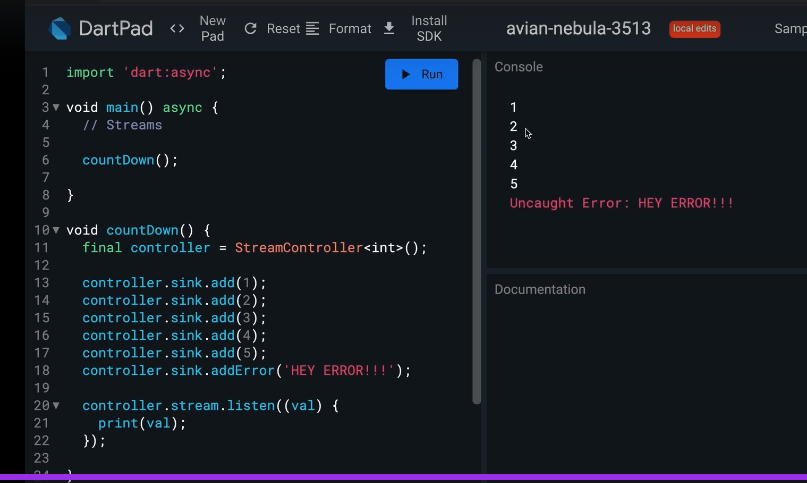 DartPad <> New Pad Reset Format Install SDK avian-nebula-3513 local edits Samp
Run
1 import 'dart:async';
2
3 void main() async {
4 // Streams
5
6 countDown();
7
8 }
9
10 void countDown() {
11 final controller = StreamController<int>();
12
13 controller.sink.add(1);
14 controller.sink.add(2);
15 controller.sink.add(3);
16 controller.sink.add(4);
17 controller.sink.add(5);
18 controller.sink.addError('HEY ERROR!!!');
19
20 controller.stream.listen((val) {
21 print(val);
22 });
23
24 }
Console
1
2
3
4
5
Uncaught Error: HEY ERROR!!!
Documentation